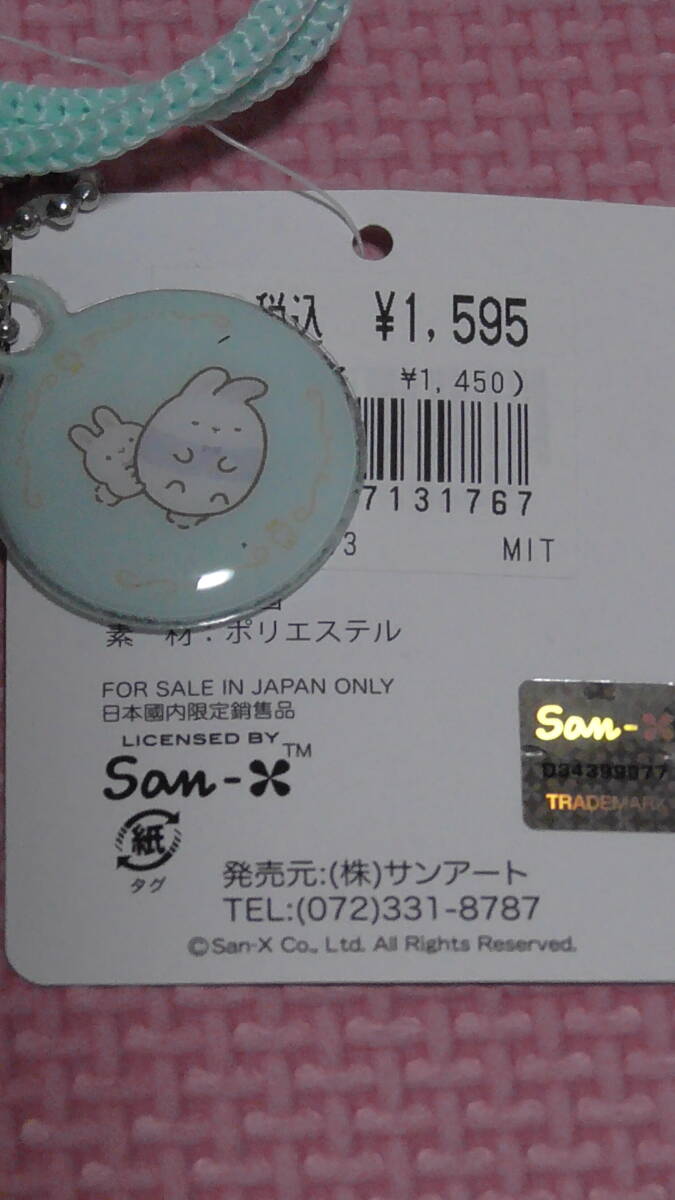 税込 ¥1,595
¥1,450)
7131767
3 MIT
素 材:ポリエステル
FOR SALE IN JAPAN ONLY
日本國内限定銷售品
LICENSED BY
San-X™
紙
タグ
発売元:(株)サンアート
TEL:(072)331-8787
©San-X Co., Ltd. All Rights Reserved.
San-X
TRADEMARK